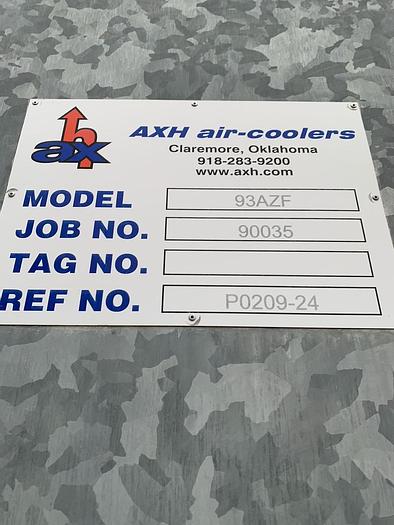 axh
AXH air-coolers
Claremore, Oklahoma
918-283-9200
www.axh.com
MODEL 93AZF
JOB NO. 90035
TAG NO.
REF NO. P0209-24